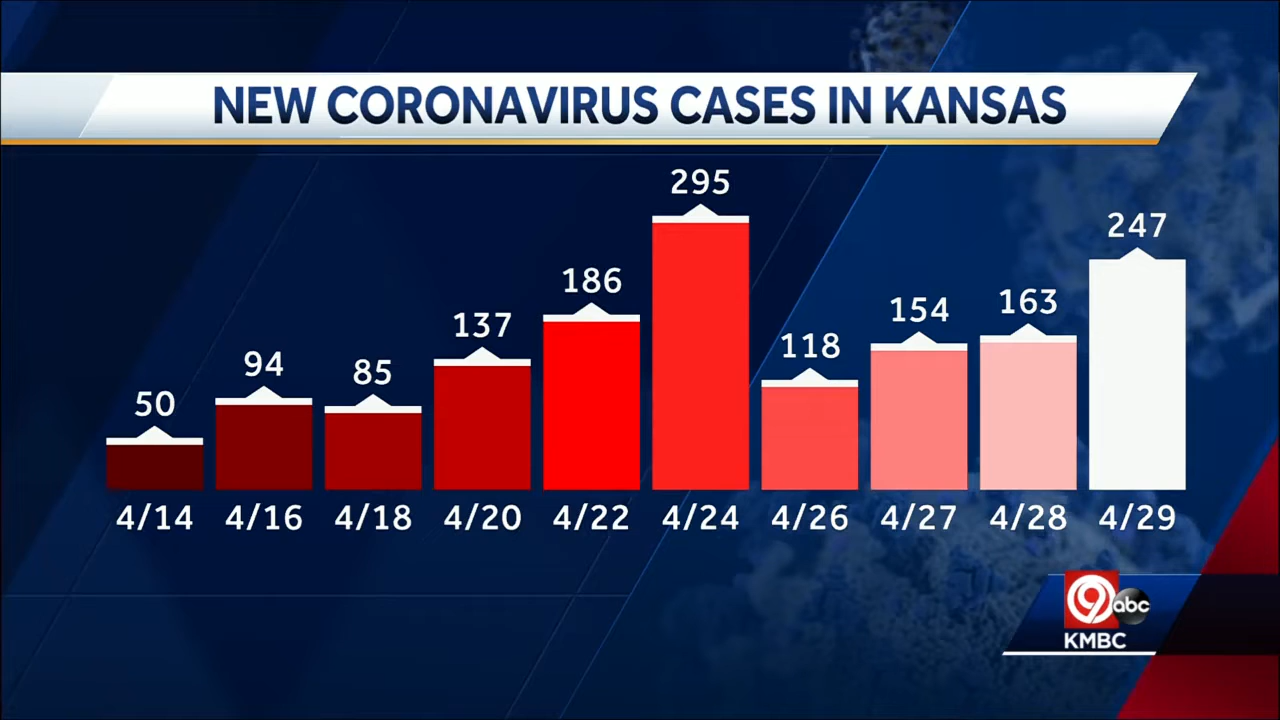 NEW CORONAVIRUS CASES IN KANSAS
50 94 85 137 186 295 118 154 163 247
4/14 4/16 4/18 4/20 4/22 4/24 4/26 4/27 4/28 4/29
9 abc
KMBC